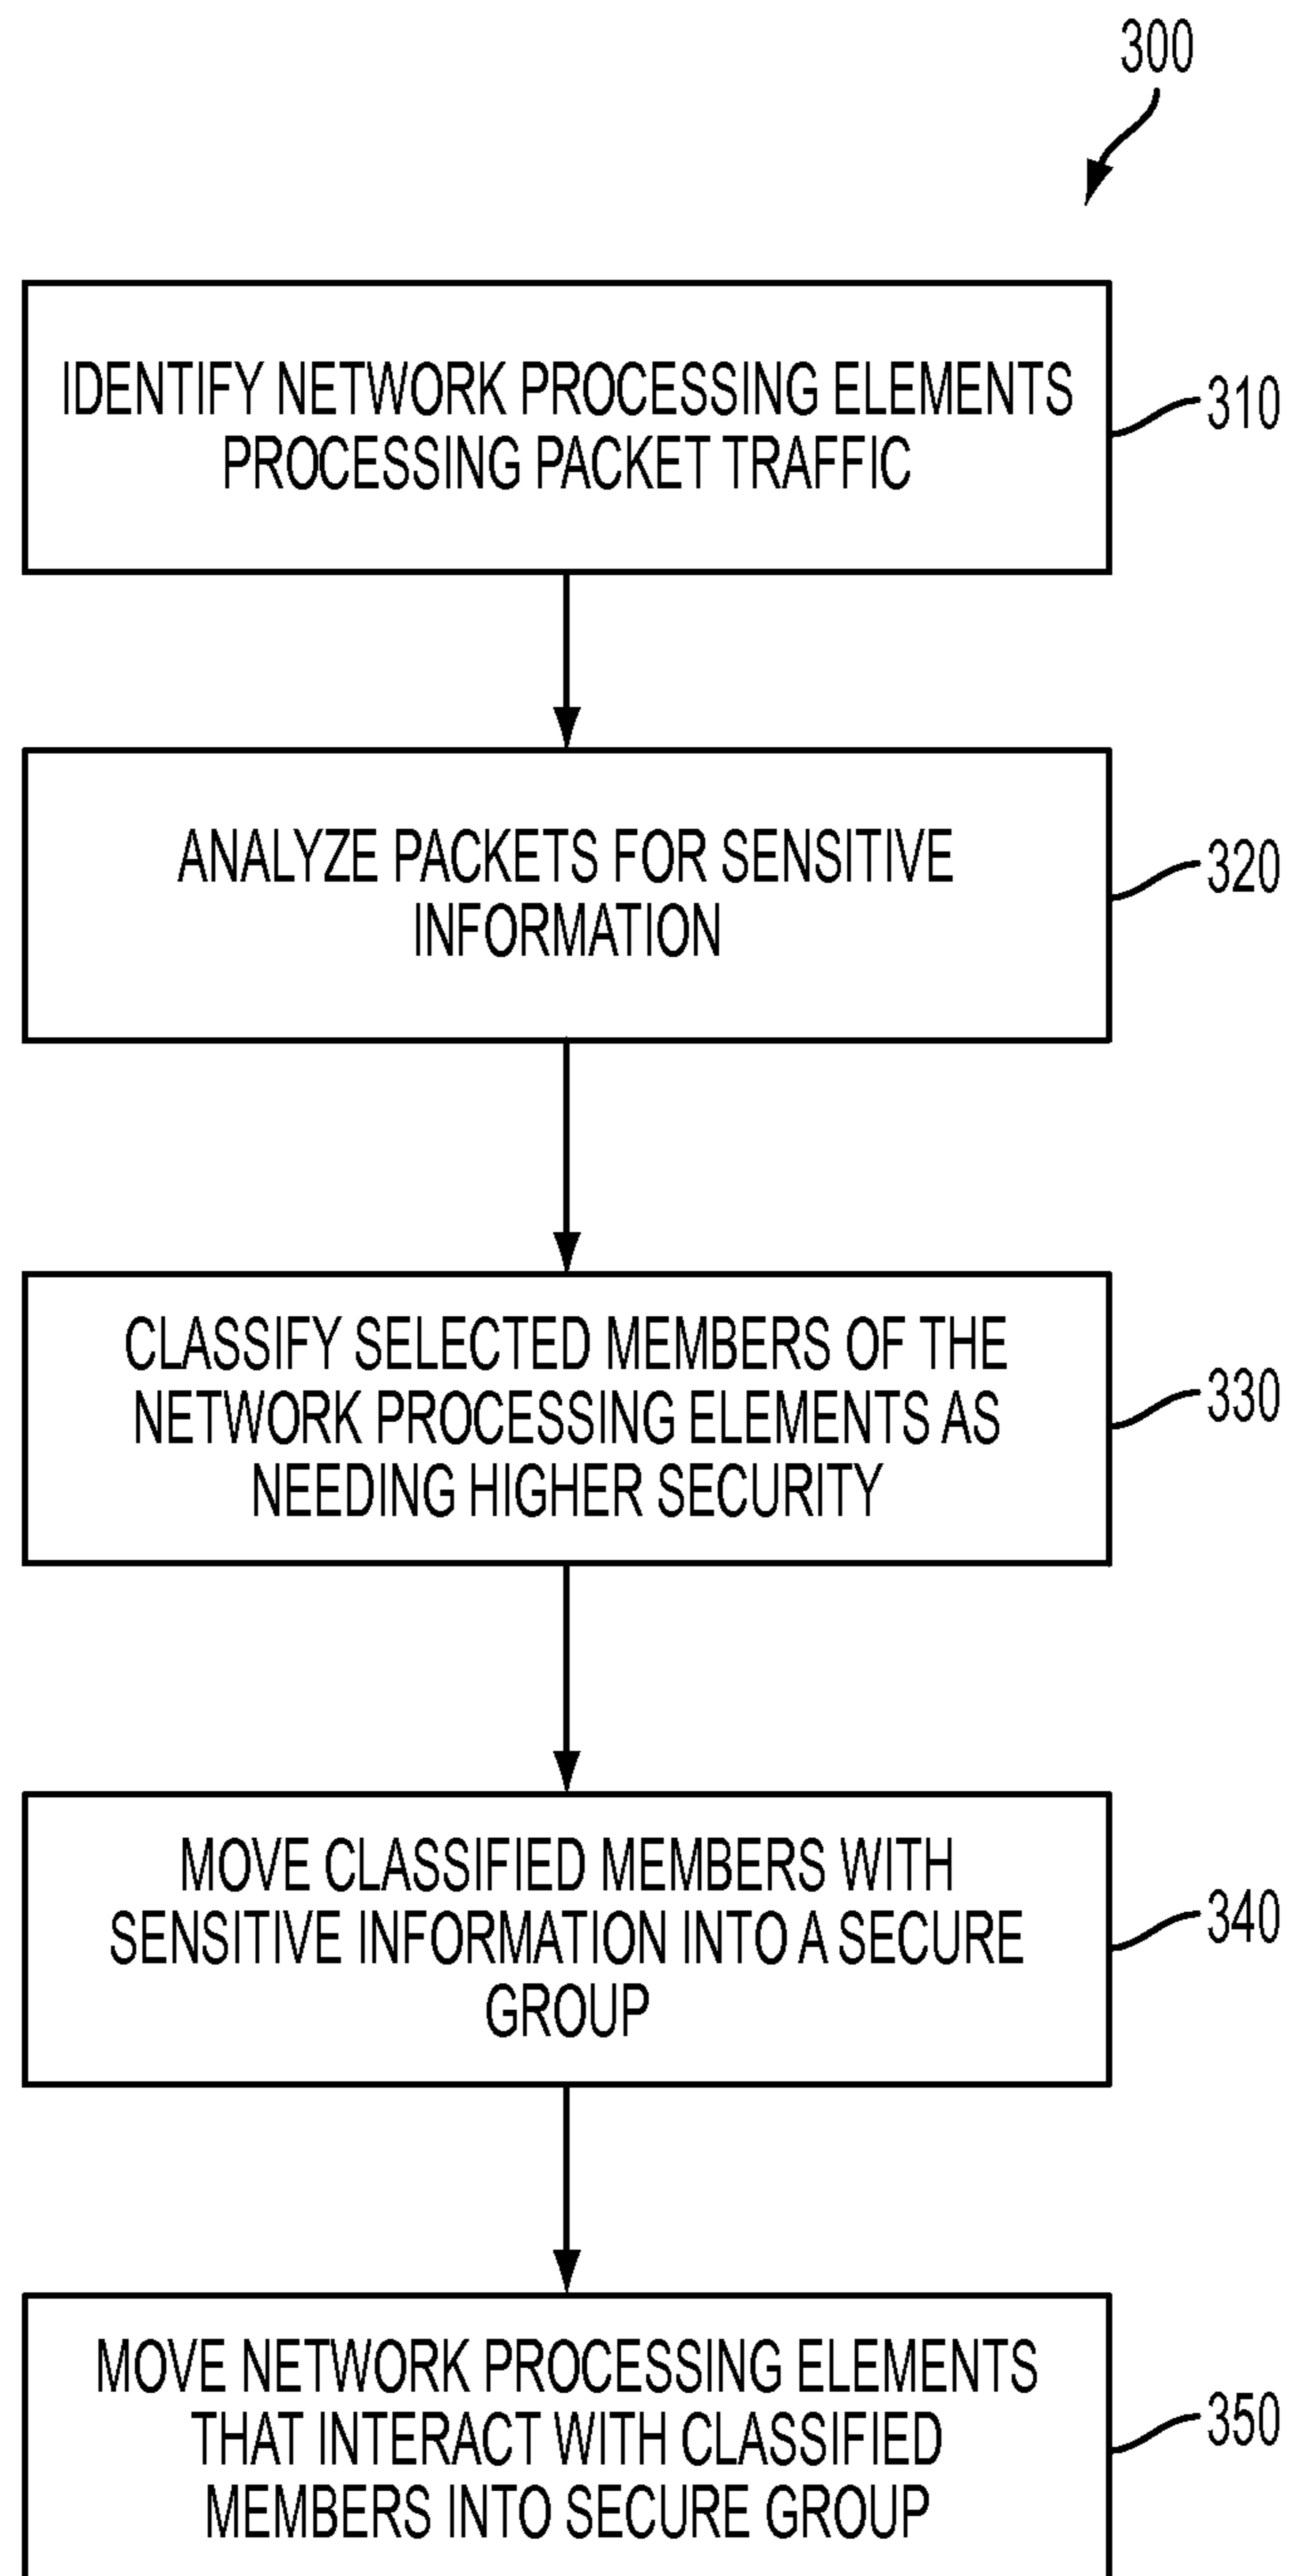 300
IDENTIFY NETWORK PROCESSING ELEMENTS
PROCESSING PACKET TRAFFIC
310
ANALYZE PACKETS FOR SENSITIVE
INFORMATION
320
CLASSIFY SELECTED MEMBERS OF THE
NETWORK PROCESSING ELEMENTS AS
NEEDING HIGHER SECURITY
330
MOVE CLASSIFIED MEMBERS WITH
SENSITIVE INFORMATION INTO A SECURE
GROUP
340
MOVE NETWORK PROCESSING ELEMENTS
THAT INTERACT WITH CLASSIFIED
MEMBERS INTO SECURE GROUP
350